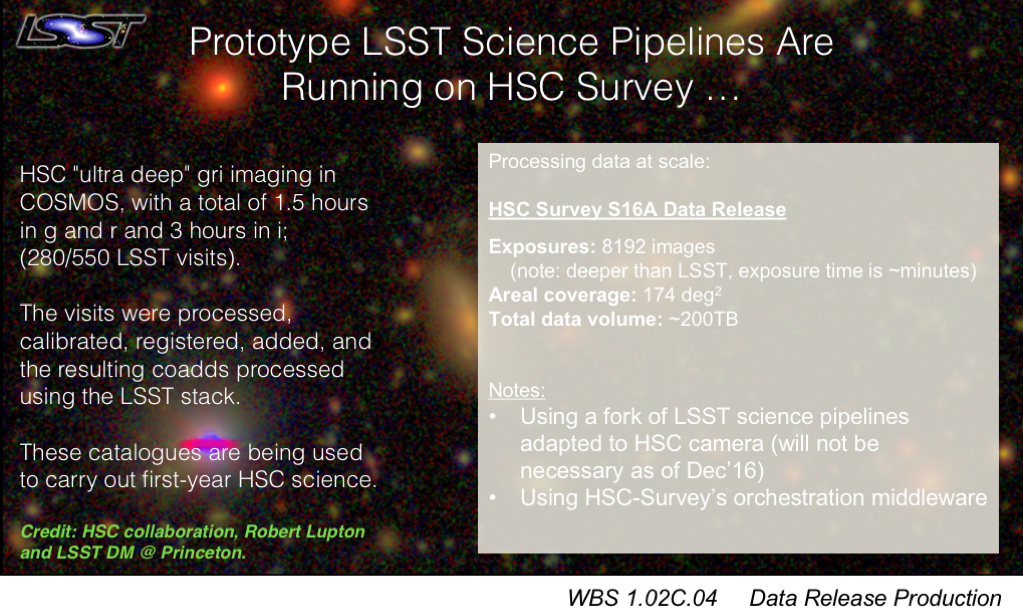 LSST
Prototype LSST Science Pipelines Are
Running on HSC Survey …
HSC "ultra deep" gri imaging in
COSMOS, with a total of 1.5 hours
in g and r and 3 hours in i;
(280/550 LSST visits).
The visits were processed,
calibrated, registered, added, and
the resulting coadds processed
using the LSST stack.
These catalogues are being used
to carry out first-year HSC science.
Credit: HSC collaboration, Robert Lupton
and LSST DM @ Princeton.
Processing data at scale:
HSC Survey S16A Data Release
Exposures: 8192 images
(note: deeper than LSST, exposure time is ~minutes)
Areal coverage: 174 deg²
Total data volume: ~200TB
Notes:
• Using a fork of LSST science pipelines
adapted to HSC camera (will not be
necessary as of Dec'16)
• Using HSC-Survey's orchestration middleware
WBS 1.02C.04 Data Release Production